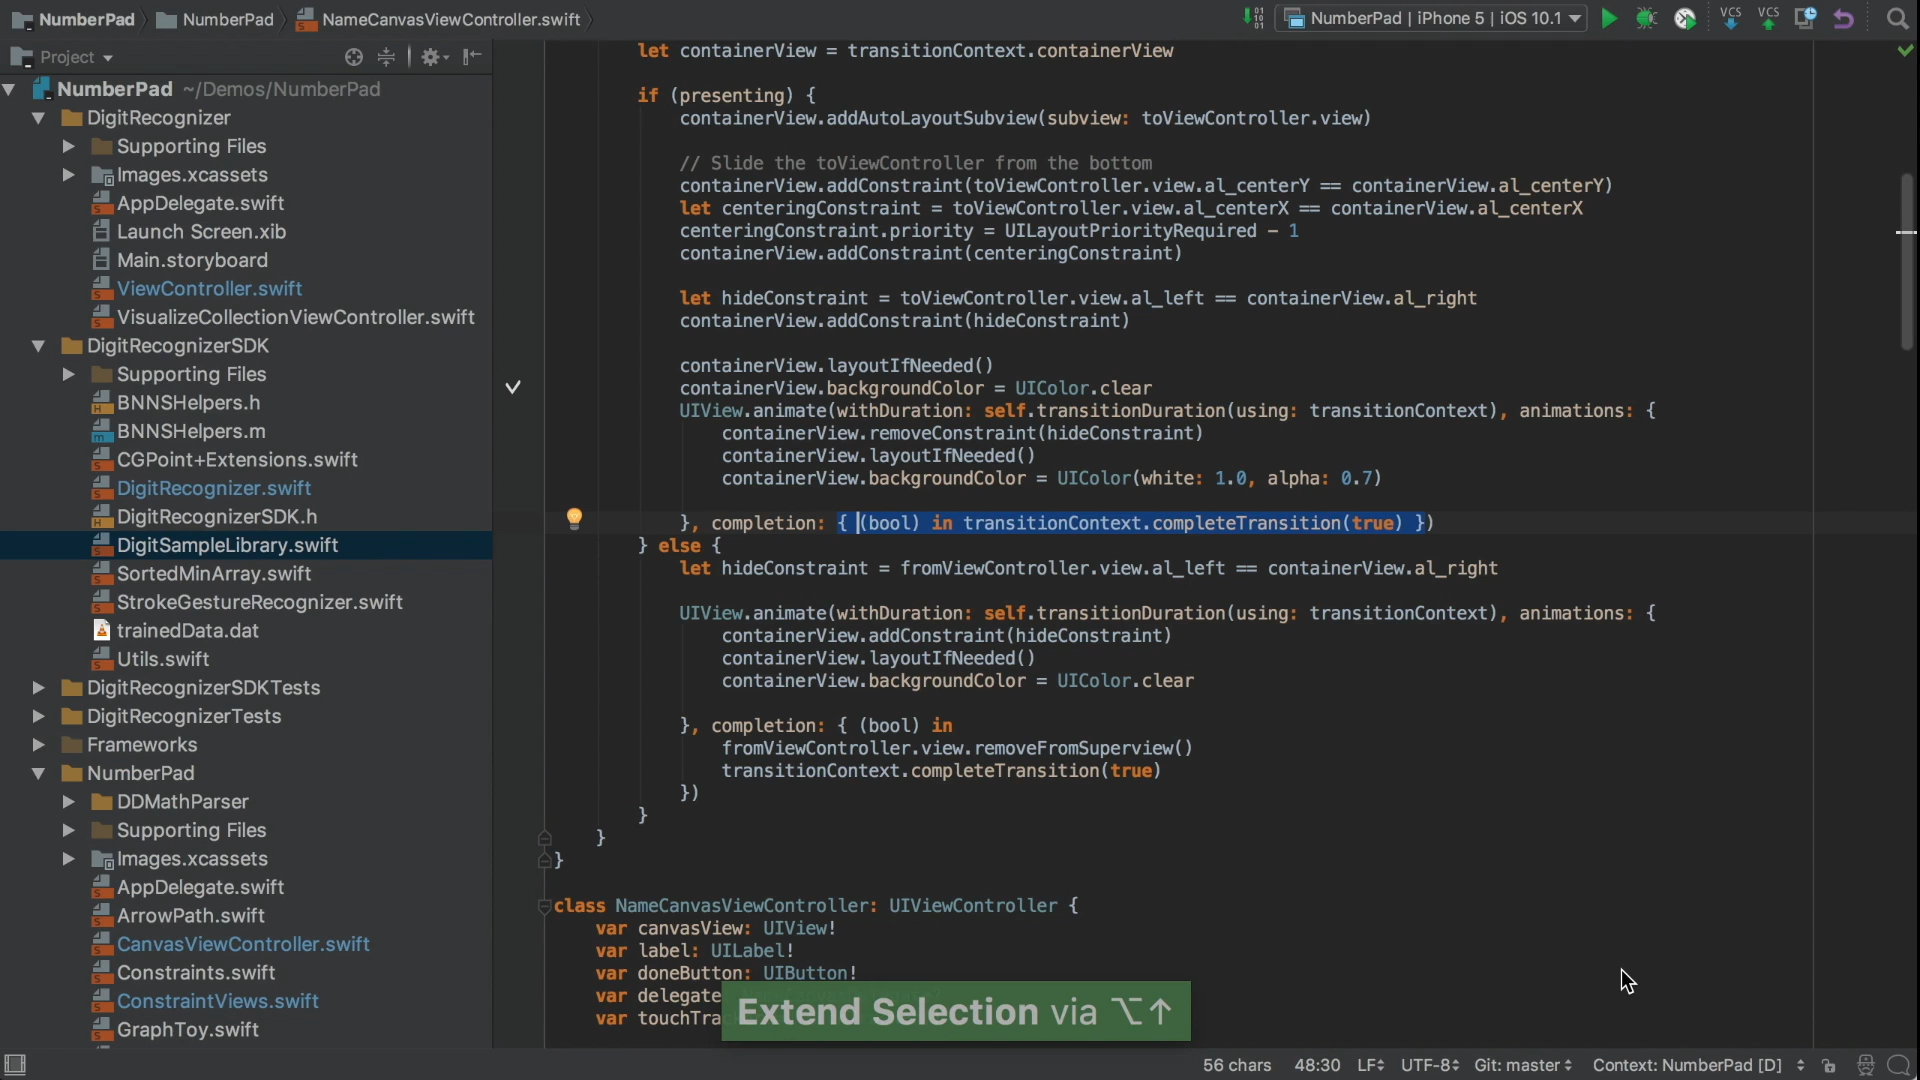 NumberPad
NumberPad
NameCanvasViewController.swift
NumberPad | iPhone 5 | iOS 10.1
VCS
VCS
Project
NumberPad ~/Demos/NumberPad
DigitRecognizer
Supporting Files
Images.xcassets
AppDelegate.swift
Launch Screen.xib
Main.storyboard
ViewController.swift
VisualizeCollectionViewController.swift
DigitRecognizerSDK
Supporting Files
BNNSHelpers.h
BNNSHelpers.m
CGPoint+Extensions.swift
DigitRecognizer.swift
DigitRecognizerSDK.h
DigitSampleLibrary.swift
SortedMinArray.swift
StrokeGestureRecognizer.swift
trainedData.dat
Utils.swift
DigitRecognizerSDKTests
DigitRecognizerTests
Frameworks
NumberPad
DDMathParser
Supporting Files
Images.xcassets
AppDelegate.swift
ArrowPath.swift
CanvasViewController.swift
Constraints.swift
ConstraintViews.swift
GraphToy.swift
let containerView = transitionContext.containerView
if (presenting) {
containerView.addAutoLayoutSubview(subview: toViewController.view)
// Slide the toViewController from the bottom
containerView.addConstraint(toViewController.view.al_centerY == containerView.al_centerY)
let centeringConstraint = toViewController.view.al_centerX == containerView.al_centerX
centeringConstraint.priority = UILayoutPriorityRequired - 1
containerView.addConstraint(centeringConstraint)
let hideConstraint = toViewController.view.al_left == containerView.al_right
containerView.addConstraint(hideConstraint)
containerView.layoutIfNeeded()
containerView.backgroundColor = UIColor.clear
UIView.animate(withDuration: self.transitionDuration(using: transitionContext), animations: {
containerView.removeConstraint(hideConstraint)
containerView.layoutIfNeeded()
containerView.backgroundColor = UIColor(white: 1.0, alpha: 0.7)
}, completion: { (bool) in transitionContext.completeTransition(true) })
} else {
let hideConstraint = fromViewController.view.al_left == containerView.al_right
UIView.animate(withDuration: self.transitionDuration(using: transitionContext), animations: {
containerView.addConstraint(hideConstraint)
containerView.layoutIfNeeded()
containerView.backgroundColor = UIColor.clear
}, completion: { (bool) in
fromViewController.view.removeFromSuperview()
transitionContext.completeTransition(true)
})
}
}
}
class NameCanvasViewController: UIViewController {
var canvasView: UIView!
var label: UILabel!
var doneButton: UIButton!
var delegate
var touchTra
Extend Selection via ⌥↑
56 chars 48:30 LF UTF-8 Git: master Context: NumberPad [D]